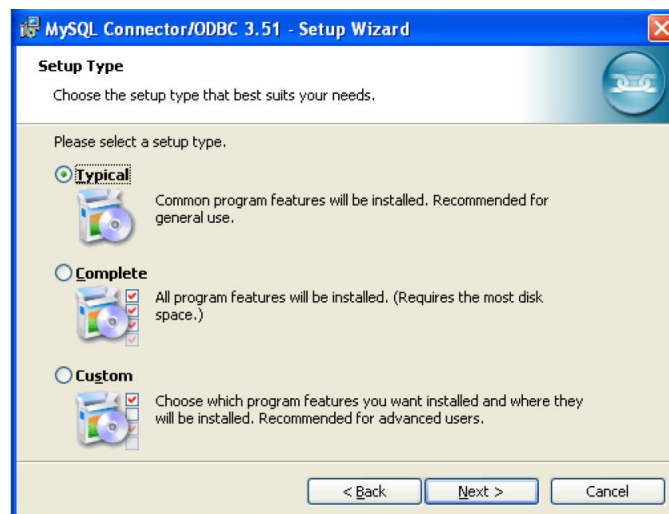 MySQL Connector/ODBC 3.51 - Setup Wizard
Setup Type
Choose the setup type that best suits your needs.
Please select a setup type.
Typical
Common program features will be installed. Recommended for
general use.
Complete
All program features will be installed. (Requires the most disk
space.)
Custom
Choose which program features you want installed and where they
will be installed. Recommended for advanced users.
< Back Next > Cancel